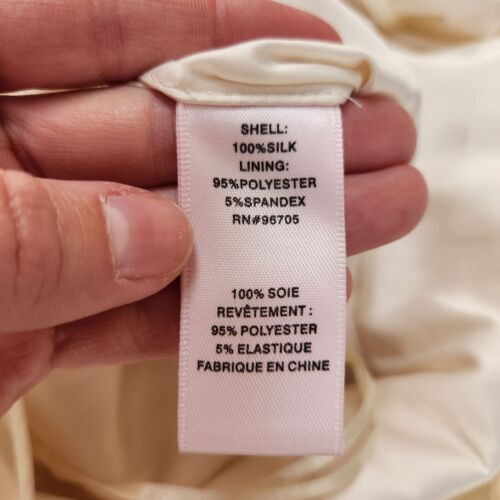 SHELL:
100%SILK
LINING:
95%POLYESTER
5%SPANDEX
RN#96705
100% SOIE
REVÊTEMENT :
95% POLYESTER
5% ELASTIQUE
FABRIQUE EN CHINE